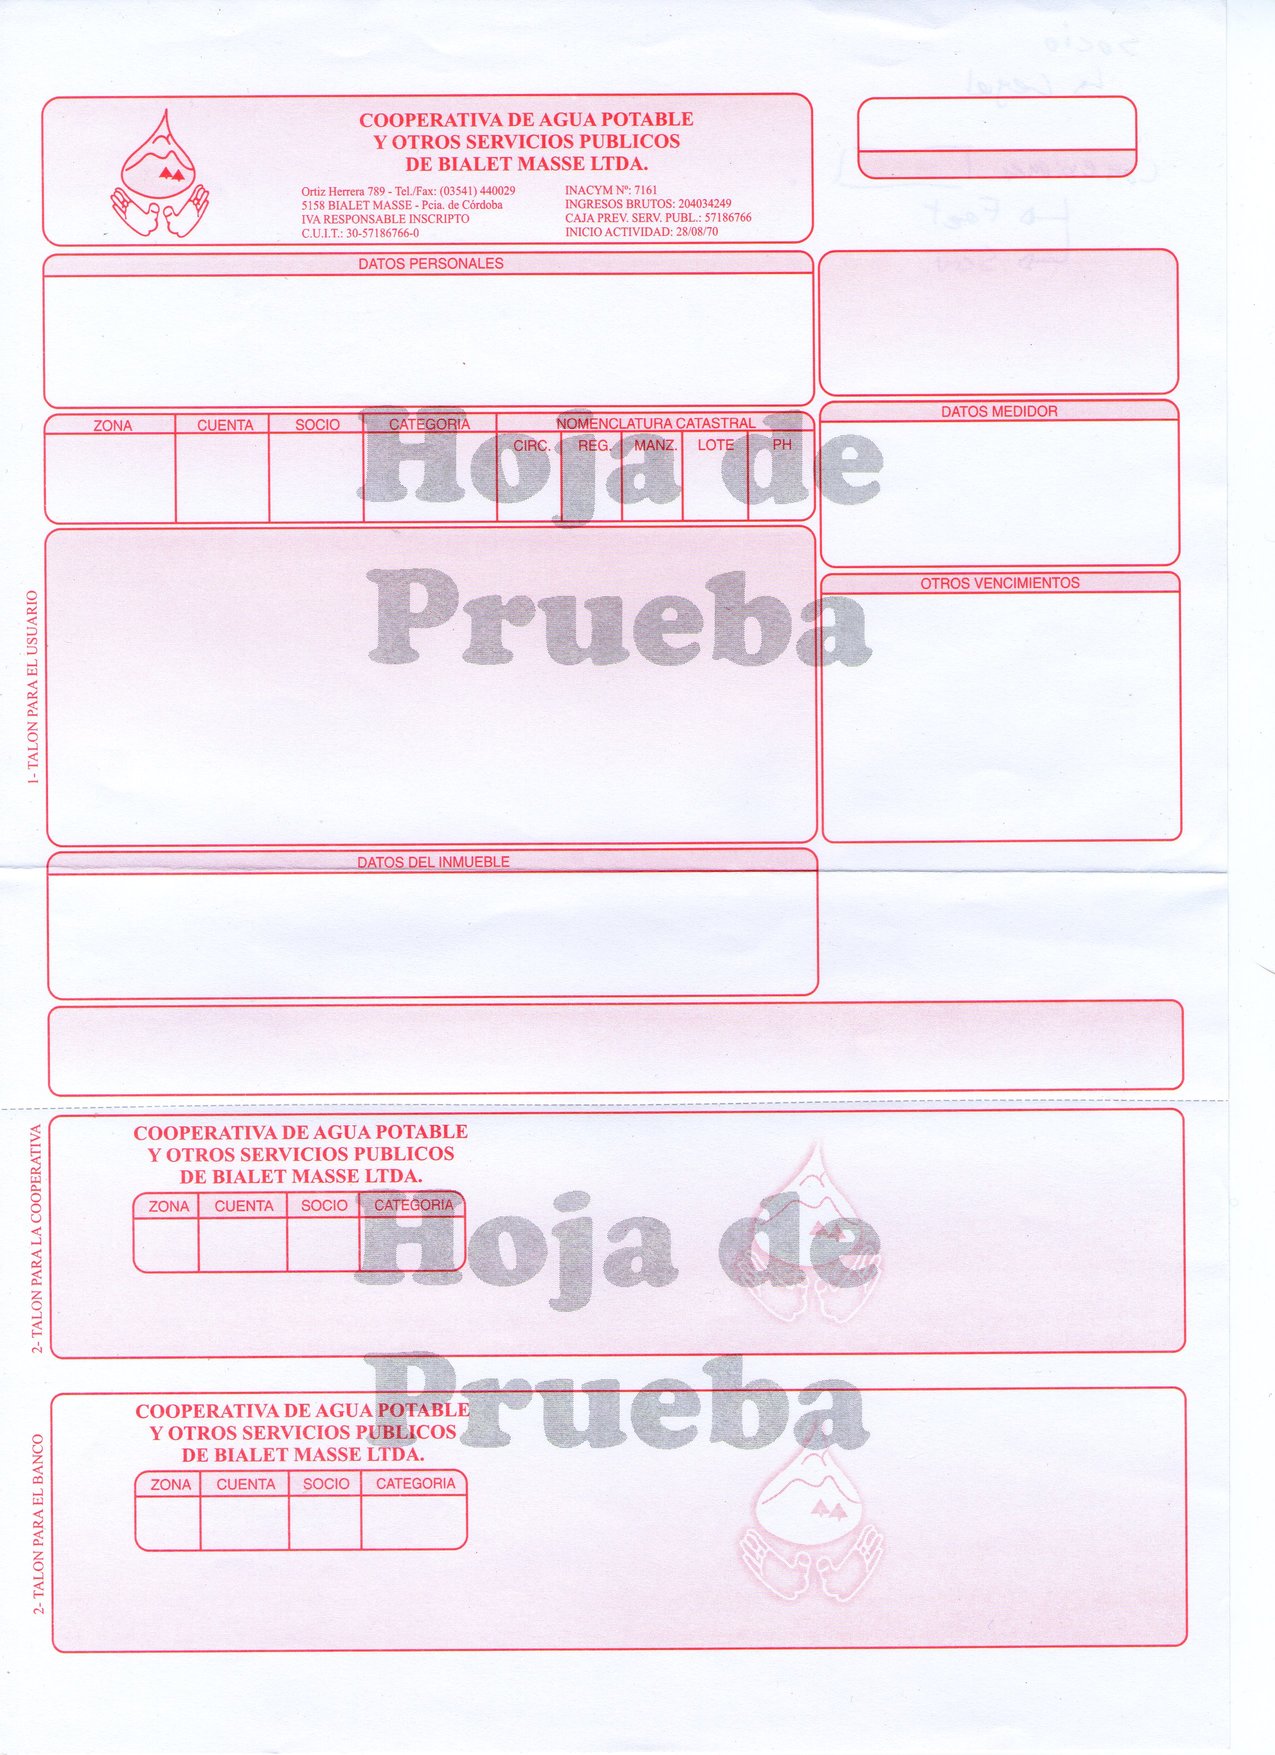 COOPERATIVA DE AGUA POTABLE
Y OTROS SERVICIOS PUBLICOS
DE BIALET MASSE LTDA.
Ortiz Herrera 789 - Tel./Fax: (03541) 440029
5158 BIALET MASSE - Pcia. de Córdoba
IVA RESPONSABLE INSCRIPTO
C.U.I.T.: 30-57186766-0
INACYM Nº: 7161
INGRESOS BRUTOS: 204034249
CAJA PREV. SERV. PUBL.: 57186766
INICIO ACTIVIDAD: 28/08/70
DATOS PERSONALES
ZONA CUENTA SOCIO CATEGORIA NOMENCLATURA CATASTRAL
CIRC. REG. MANZ. LOTE PH
DATOS MEDIDOR
Hoja de
Prueba
OTROS VENCIMIENTOS
1- TALON PARA EL USUARIO
DATOS DEL INMUEBLE
2- TALON PARA LA COOPERATIVA
COOPERATIVA DE AGUA POTABLE
Y OTROS SERVICIOS PUBLICOS
DE BIALET MASSE LTDA.
ZONA CUENTA SOCIO CATEGORIA
Hoja de
Prueba
2- TALON PARA EL BANCO
COOPERATIVA DE AGUA POTABLE
Y OTROS SERVICIOS PUBLICOS
DE BIALET MASSE LTDA.
ZONA CUENTA SOCIO CATEGORIA